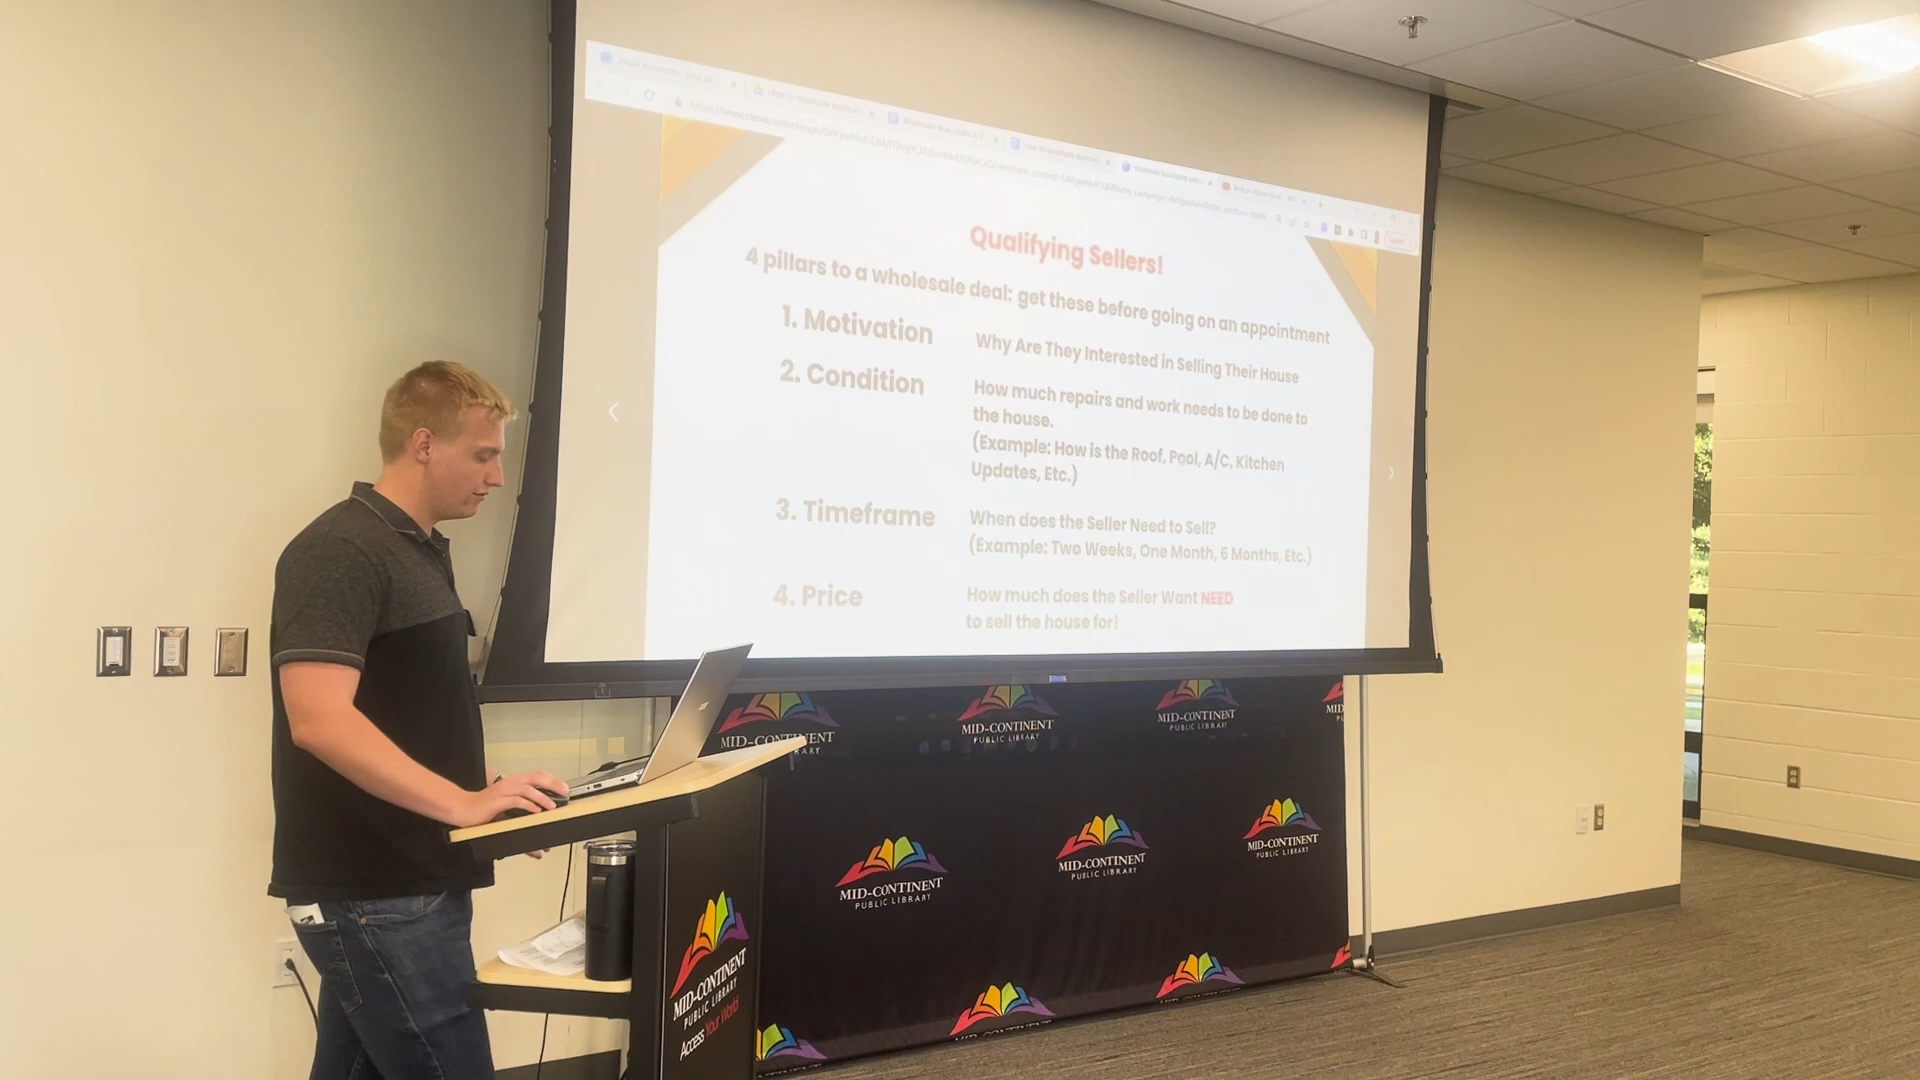 Qualifying Sellers!
4 pillars to a wholesale deal: get these before going on an appointment
1. Motivation
Why Are They Interested in Selling Their House
2. Condition
How much repairs and work needs to be done to
the house.
(Example: How is the Roof, Pool, A/C, Kitchen
Updates, Etc.)
3. Timeframe
When does the Seller Need to Sell?
(Example: Two Weeks, One Month, 6 Months, Etc.)
4. Price
How much does the Seller Want NEED
to sell the house for!
MID-CONTINENT
MID-CONTINENT
PUBLIC LIBRARY
MID-CONTINENT
PUBLIC LIBRARY
MID-CONTINENT
PUBLIC LIBRARY
MID-CONTINENT
PUBLIC LIBRARY
MID-CONTINENT
PUBLIC LIBRARY
MID-CONTINENT
PUBLIC LIBRARY
Access Your World